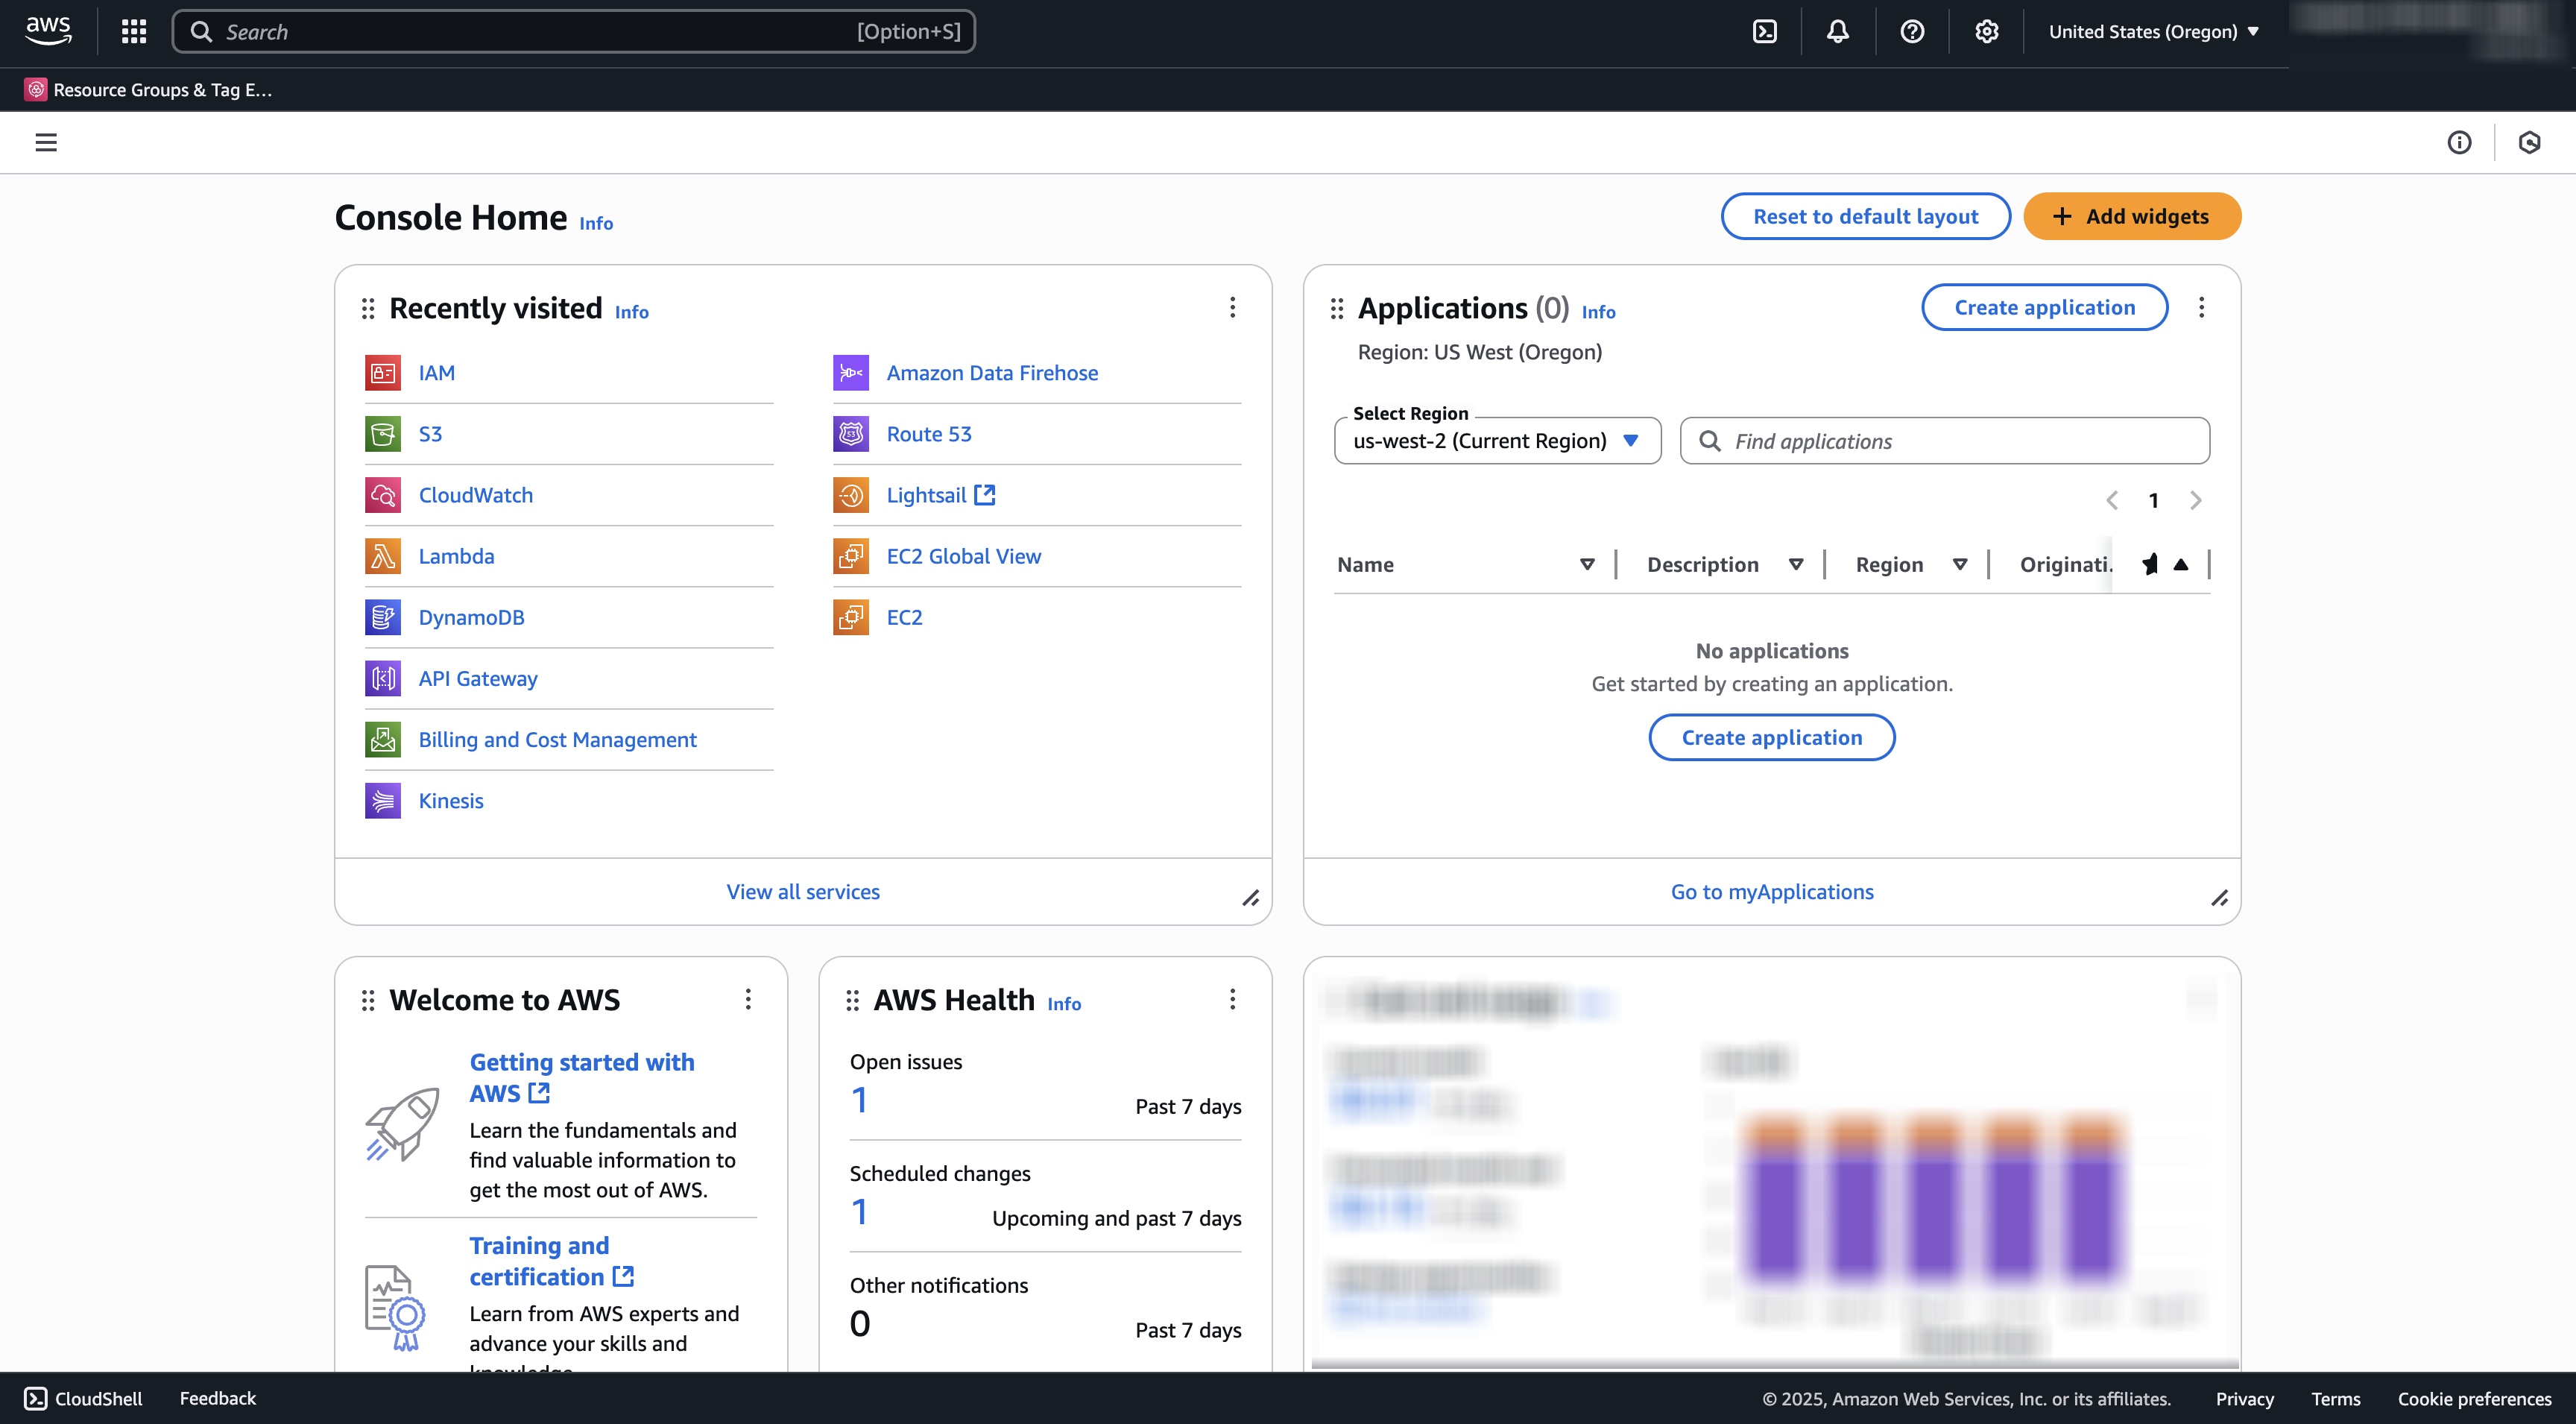 aws
Search
[Option+S]
United States (Oregon)
Resource Groups & Tag E...
Console Home Info
Reset to default layout
Add widgets
Recently visited Info
IAM
S3
CloudWatch
Lambda
DynamoDB
API Gateway
Billing and Cost Management
Kinesis
Amazon Data Firehose
Route 53
Lightsail
EC2 Global View
EC2
View all services
Applications (0) Info
Create application
Region: US West (Oregon)
Select Region
us-west-2 (Current Region)
Find applications
1
Name
Description
Region
Originati.
No applications
Get started by creating an application.
Create application
Go to myApplications
Welcome to AWS
Getting started with
AWS
Learn the fundamentals and
find valuable information to
get the most out of AWS.
Training and
certification
Learn from AWS experts and
advance your skills and
AWS Health Info
Open issues
1
Past 7 days
Scheduled changes
1
Upcoming and past 7 days
Other notifications
0
Past 7 days
CloudShell
Feedback
© 2025, Amazon Web Services, Inc. or its affiliates.
Privacy
Terms
Cookie preferences